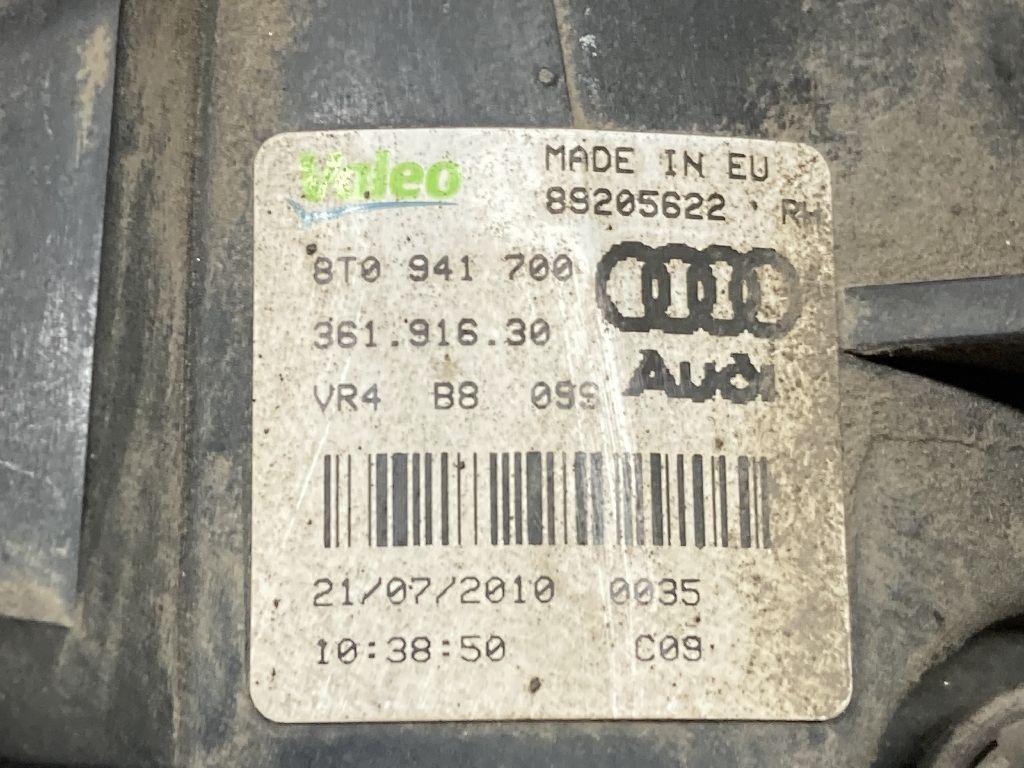 Valeo
MADE IN EU
89205622 RH
8T0 941 700
361.916.30
VR4 B8 099
Audi
21/07/2010 0035
10:38:50 C09